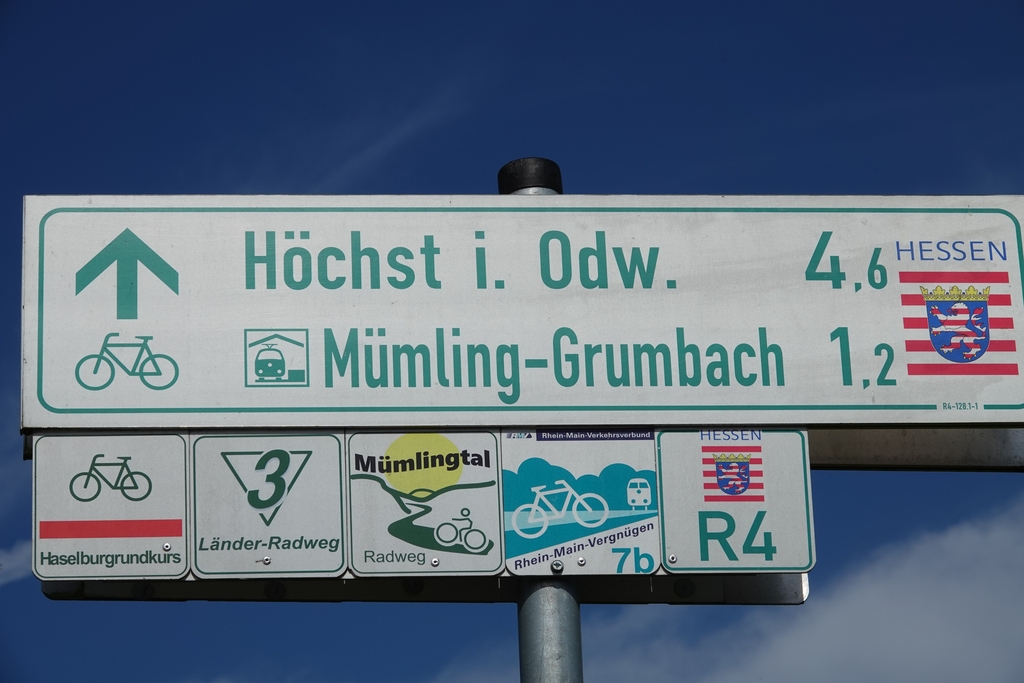 Höchst i. Odw. 4,6
HESSEN
Mümling-Grumbach 1,2
R4-128.1-1
Haselburgrundkurs
3
Länder-Radweg
Mümlingtal
Radweg
RMV Rhein-Main-Verkehrsverbund
Rhein-Main-Vergnügen
7b
HESSEN
R4